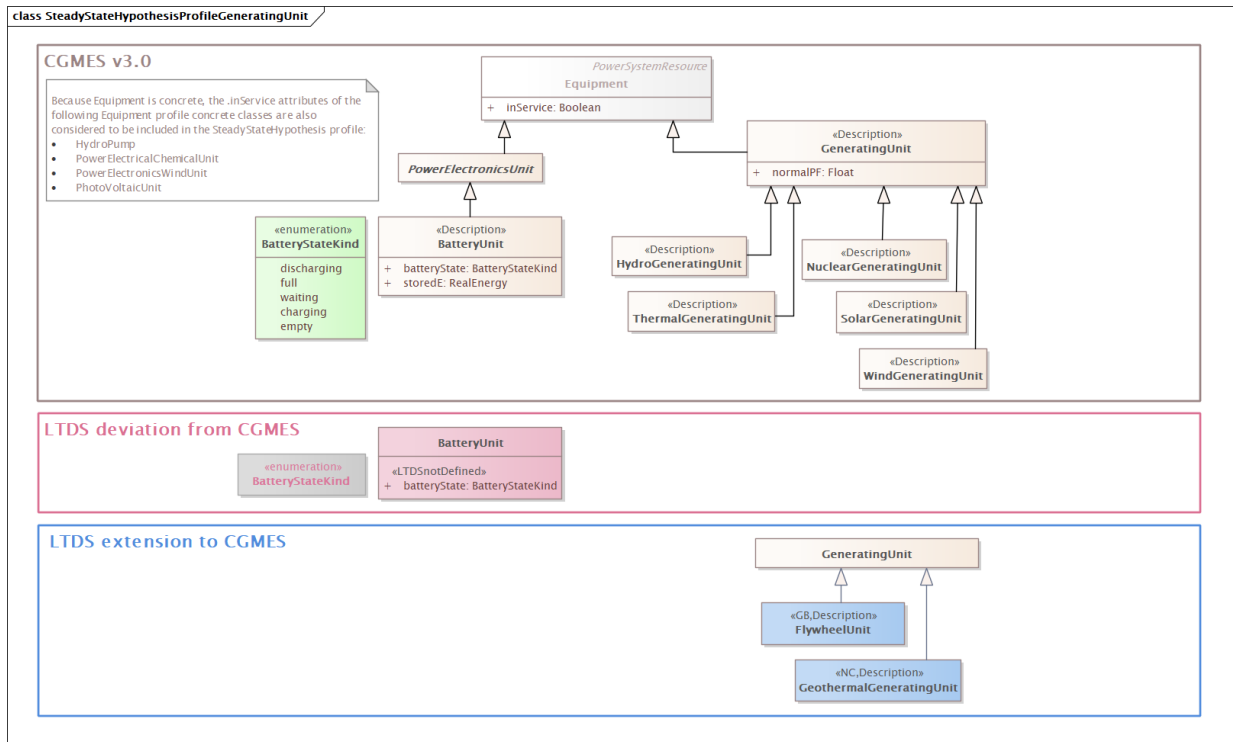 class SteadyStateHypothesisProfileGeneratingUnit
CGMES v3.0
Because Equipment is concrete, the .inService attributes of the
following Equipment profile concrete classes are also
considered to be included in the SteadyStateHypothesis profile:
• HydroPump
• PowerElectricalChemicalUnit
• PowerElectronicsWindUnit
• PhotoVoltaicUnit
PowerSystemResource
Equipment
+ inService: Boolean
«Description»
GeneratingUnit
+ normalPF: Float
PowerElectronicsUnit
«enumeration»
BatteryStateKind
discharging
full
waiting
charging
empty
«Description»
BatteryUnit
+ batteryState: BatteryStateKind
+ storedE: RealEnergy
«Description»
HydroGeneratingUnit
«Description»
NuclearGeneratingUnit
«Description»
ThermalGeneratingUnit
«Description»
SolarGeneratingUnit
«Description»
WindGeneratingUnit
LTDS deviation from CGMES
«enumeration»
BatteryStateKind
BatteryUnit
«LTDSnotDefined»
+ batteryState: BatteryStateKind
LTDS extension to CGMES
GeneratingUnit
«GB,Description»
FlywheelUnit
«NC,Description»
GeothermalGeneratingUnit